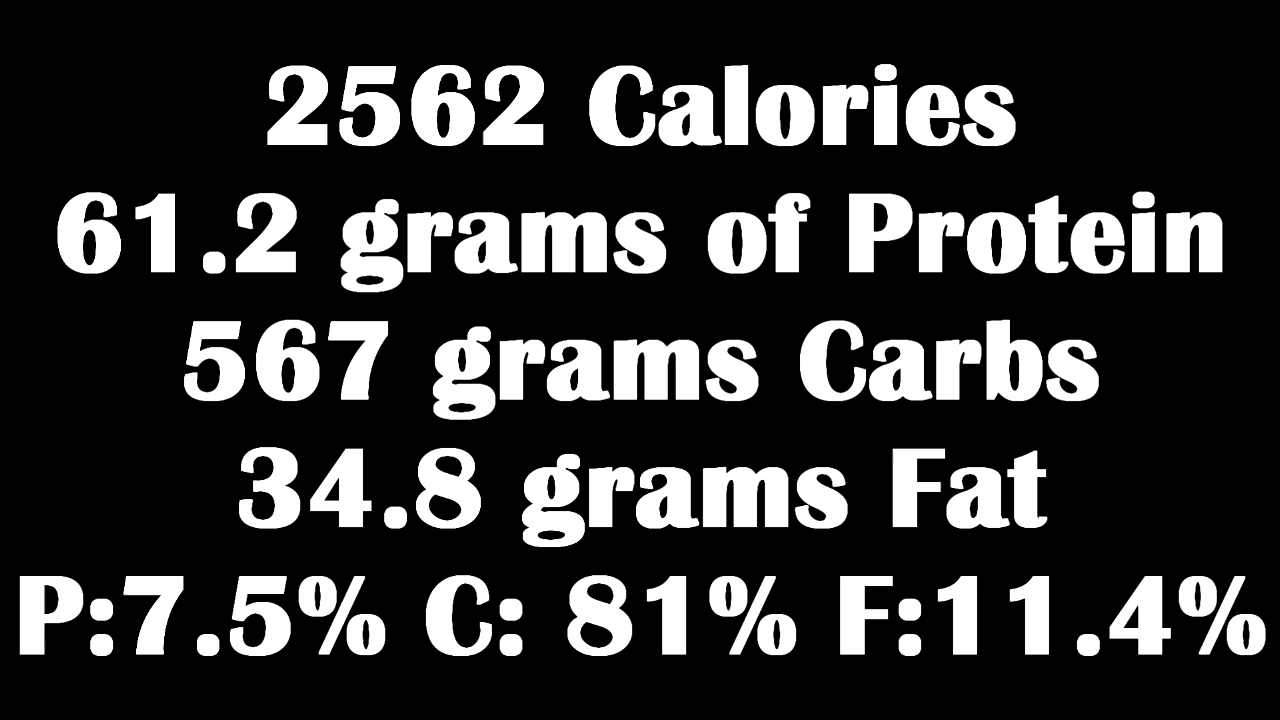 2562 Calories
61.2 grams of Protein
567 grams Carbs
34.8 grams Fat
P:7.5% C: 81% F:11.4%